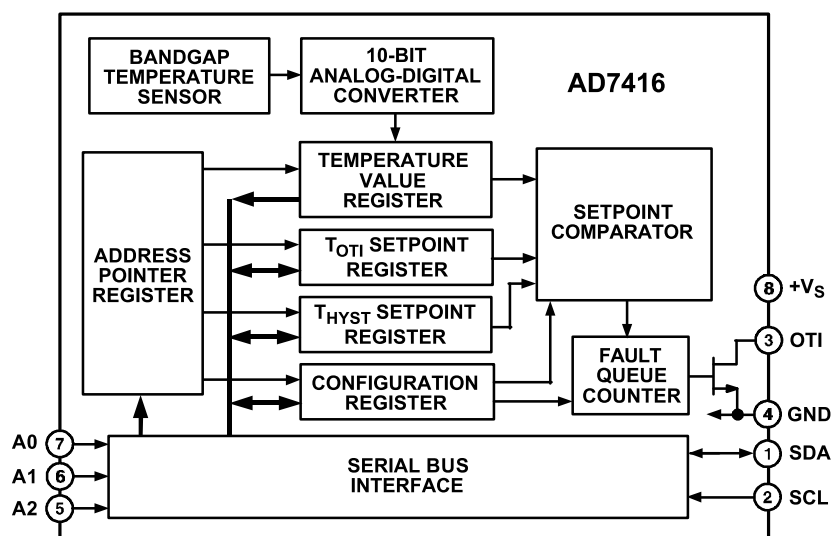 BANDGAP
TEMPERATURE
SENSOR
10-BIT
ANALOG-DIGITAL
CONVERTER
AD7416
ADDRESS
POINTER
REGISTER
TEMPERATURE
VALUE
REGISTER
TOTI SETPOINT
REGISTER
THYST SETPOINT
REGISTER
CONFIGURATION
REGISTER
SETPOINT
COMPARATOR
FAULT
QUEUE
COUNTER
8 +VS
3 OTI
4 GND
1 SDA
2 SCL
A0 7
A1 6
A2 5
SERIAL BUS
INTERFACE